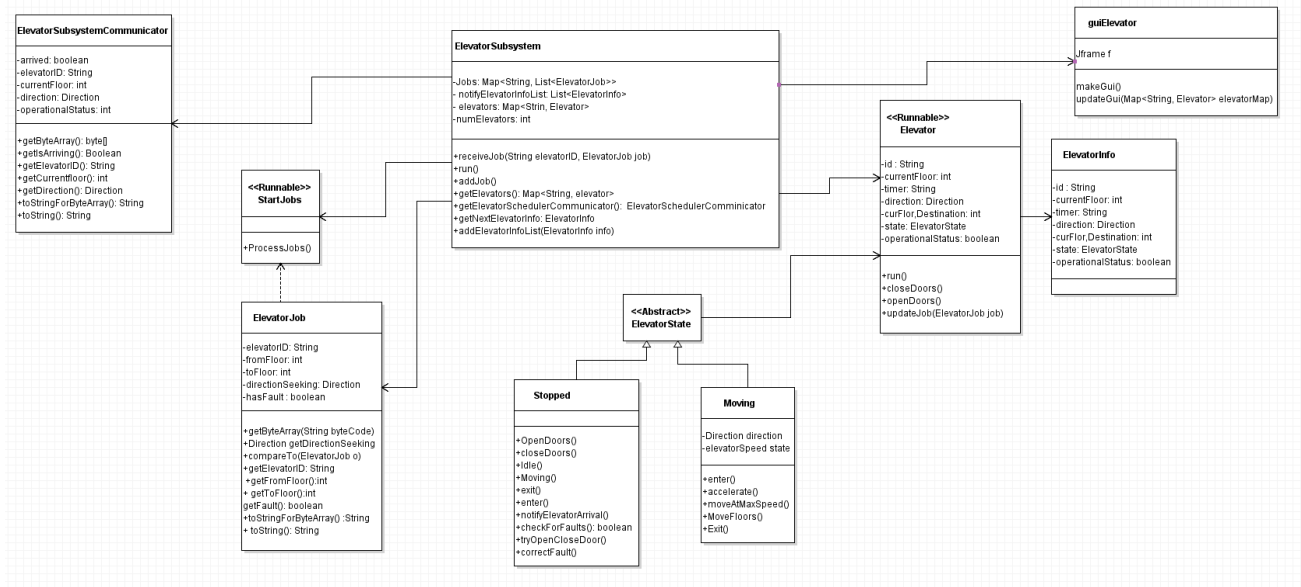 ElevatorSubsystemCommunicator
-arrived: boolean
-elevatorID: String
-currentFloor: int
-direction: Direction
-operationalStatus: int
+getByteArray(): byte[]
+getIsArriving(): Boolean
+getElevatorID(): String
+getCurrentfloor(): int
+getDirection(): Direction
+toStringForByteArray(): String
+toString(): String
ElevatorSubsystem
-Jobs: Map<String, List<ElevatorJob>>
- notifyElevatorInfoList: List<ElevatorInfo>
- elevators: Map<Strin, Elevator>
-numElevators: int
+receiveJob(String elevatorID, ElevatorJob job)
+run()
+addJob()
+getElevators(): Map<String, elevator>
+getElevatorSchedulerCommunicator(): ElevatorSchedulerComminicator
+getNextElevatorInfo: ElevatorInfo
+addElevatorInfoList(ElevatorInfo info)
guiElevator
Jframe f
makeGui()
updateGui(Map<String, Elevator> elevatorMap)
<<Runnable>>
Elevator
-id : String
-currentFloor: int
-timer: String
-direction: Direction
-curFlor,Destination: int
-state: ElevatorState
-operationalStatus: boolean
+run()
+closeDoors()
+openDoors()
+updateJob(ElevatorJob job)
ElevatorInfo
-id : String
-currentFloor: int
-timer: String
-direction: Direction
-curFlor,Destination: int
-state: ElevatorState
-operationalStatus: boolean
<<Runnable>>
StartJobs
+ProcessJobs()
ElevatorJob
-elevatorID: String
-fromFloor: int
-toFloor: int
-directionSeeking: Direction
-hasFault : boolean
+getByteArray(String byteCode)
+Direction getDirectionSeeking
+compareTo(ElevatorJob o)
+getElevatorID: String
+getFromFloor():int
+ getToFloor():int
getFault(): boolean
+toStringForByteArray() :String
+ toString(): String
<<Abstract>>
ElevatorState
Stopped
+OpenDoors()
+closeDoors()
+Idle()
+Moving()
+exit()
+enter()
+notifyElevatorArrival()
+checkForFaults(): boolean
+tryOpenCloseDoor()
+correctFault()
Moving
-Direction direction
-elevatorSpeed state
+enter()
+accelerate()
+moveAtMaxSpeed()
+MoveFloors()
+Exit()